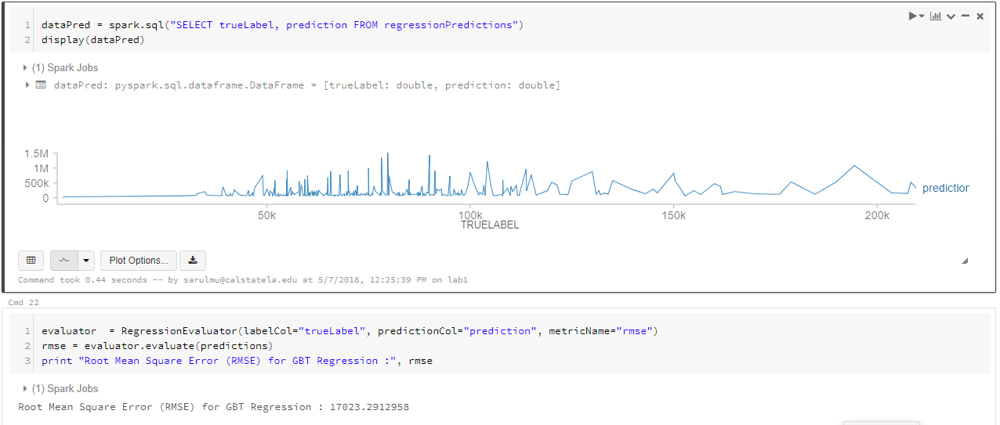 1 dataPred = spark.sql("SELECT trueLabel, prediction FROM regressionPredictions")
2 display(dataPred)
(1) Spark Jobs
dataPred: pyspark.sql.dataframe.DataFrame = [trueLabel: double, prediction: double]
1.5M
1M
500k
0
prediction
50k 100k 150k 200k
TRUELABEL
Plot Options...
Command took 0.44 seconds -- by sarulmu@calstatela.edu at 5/7/2018, 12:25:39 PM on lab1
Cmd 22
1 evaluator  = RegressionEvaluator(labelCol="trueLabel", predictionCol="prediction", metricName="rmse")
2 rmse = evaluator.evaluate(predictions)
3 print "Root Mean Square Error (RMSE) for GBT Regression :", rmse
(1) Spark Jobs
Root Mean Square Error (RMSE) for GBT Regression : 17023.2912958